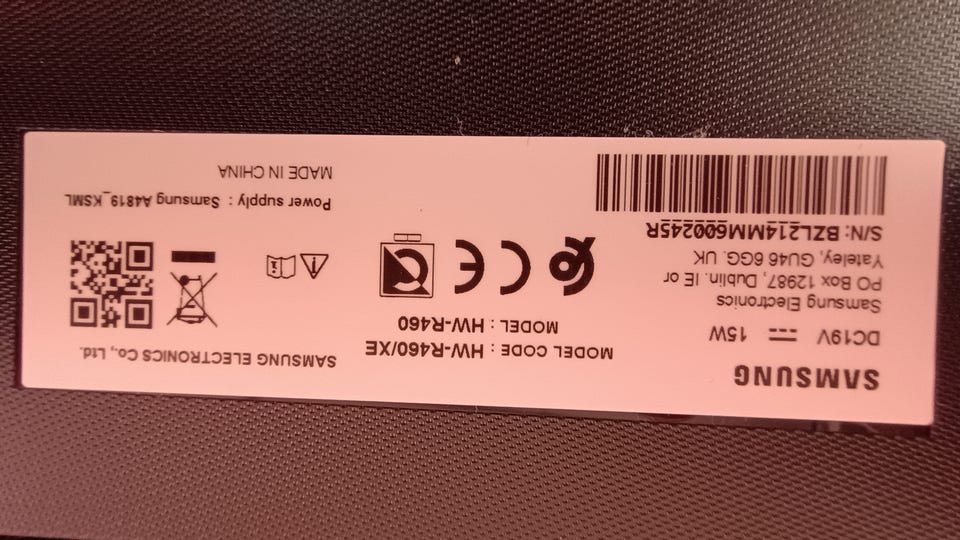 SAMSUNG
DC19V ⎓ 15W
Samsung Electronics
PO Box 12987, Dublin. IE or
Yateley, GU46 6GG. UK
S/N: BZL214MM600245R
MODEL CODE : HW-R460/XE
MODEL : HW-R460
SAMSUNG ELECTRONICS Co., Ltd.
Power supply : Samsung A4819_KSML
MADE IN CHINA